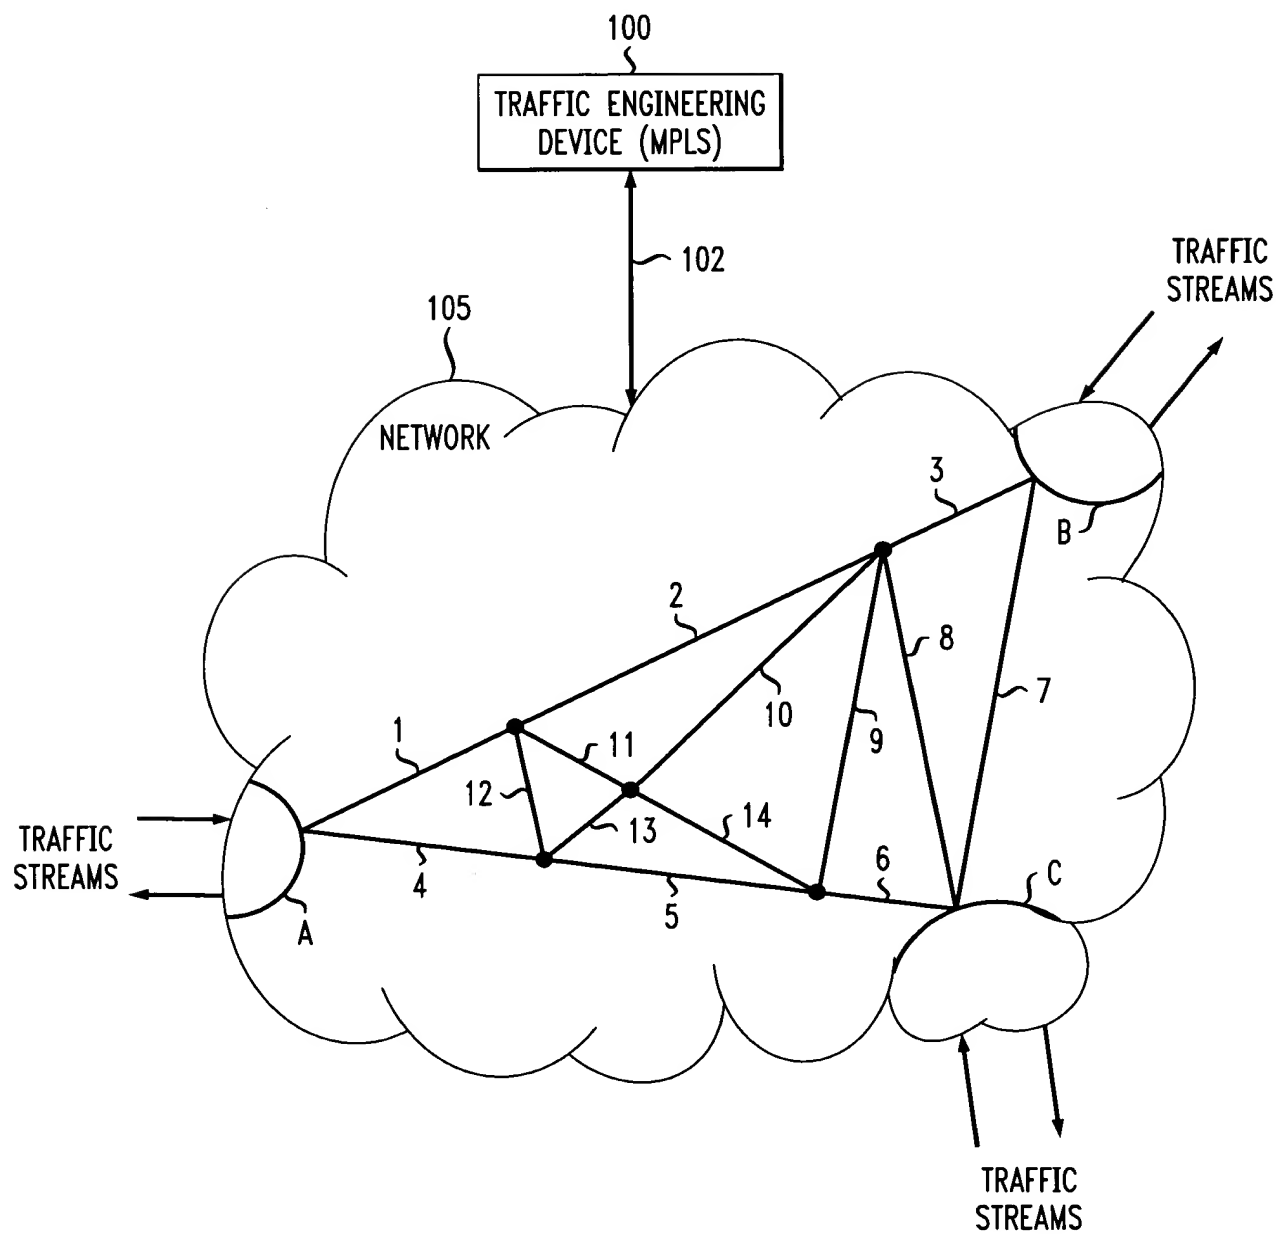 100
TRAFFIC ENGINEERING
DEVICE (MPLS)
102
TRAFFIC
STREAMS
105
NETWORK
3
B
2
8
7
10
9
1
11
12
13
14
TRAFFIC
STREAMS
4
5
6
C
A
TRAFFIC
STREAMS